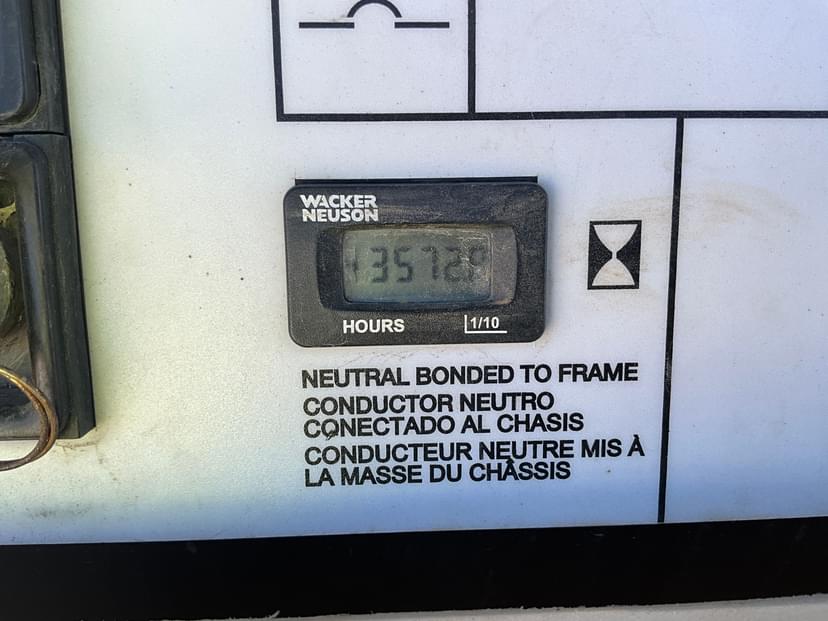 WACKER
NEUSON
3572
HOURS 1/10
NEUTRAL BONDED TO FRAME
CONDUCTOR NEUTRO
CONECTADO AL CHASIS
CONDUCTEUR NEUTRE MIS À
LA MASSE DU CHÂSSIS